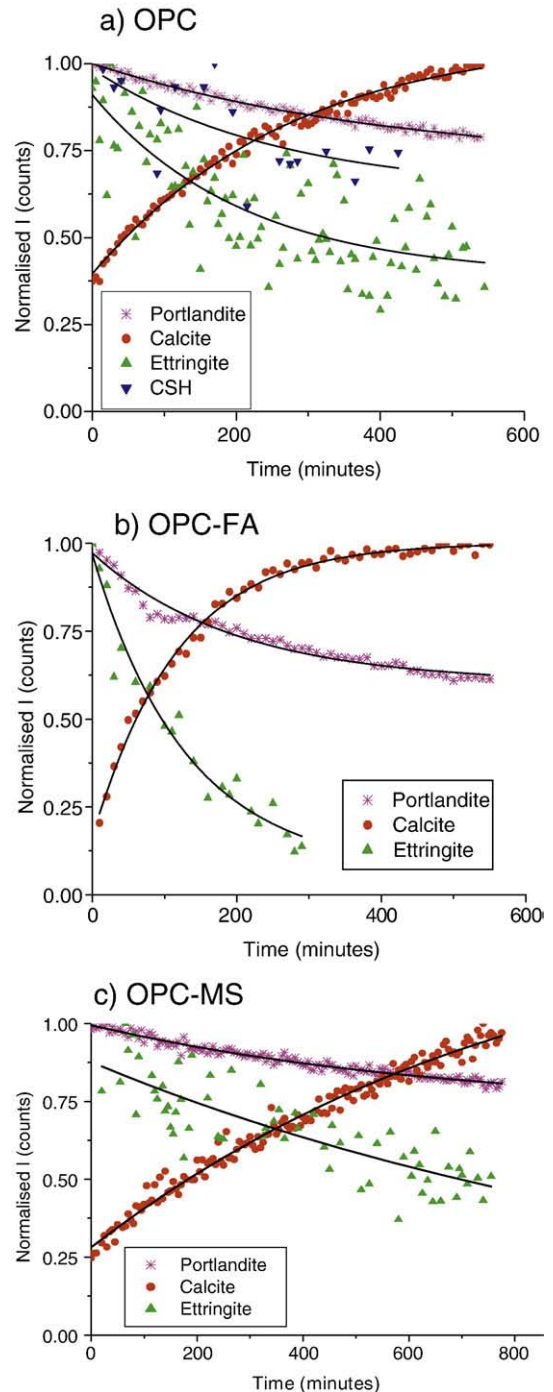 a) OPC
1.00
0.75
0.50
0.25
0.00
Normalised I (counts)
Portlandite
Calcite
Ettringite
CSH
0 200 400 600
Time (minutes)
b) OPC-FA
1.00
0.75
0.50
0.25
0.00
Normalised I (counts)
Portlandite
Calcite
Ettringite
0 200 400 600
Time (minutes)
c) OPC-MS
1.00
0.75
0.50
0.25
0.00
Normalised I (counts)
Portlandite
Calcite
Ettringite
0 200 400 600 800
Time (minutes)